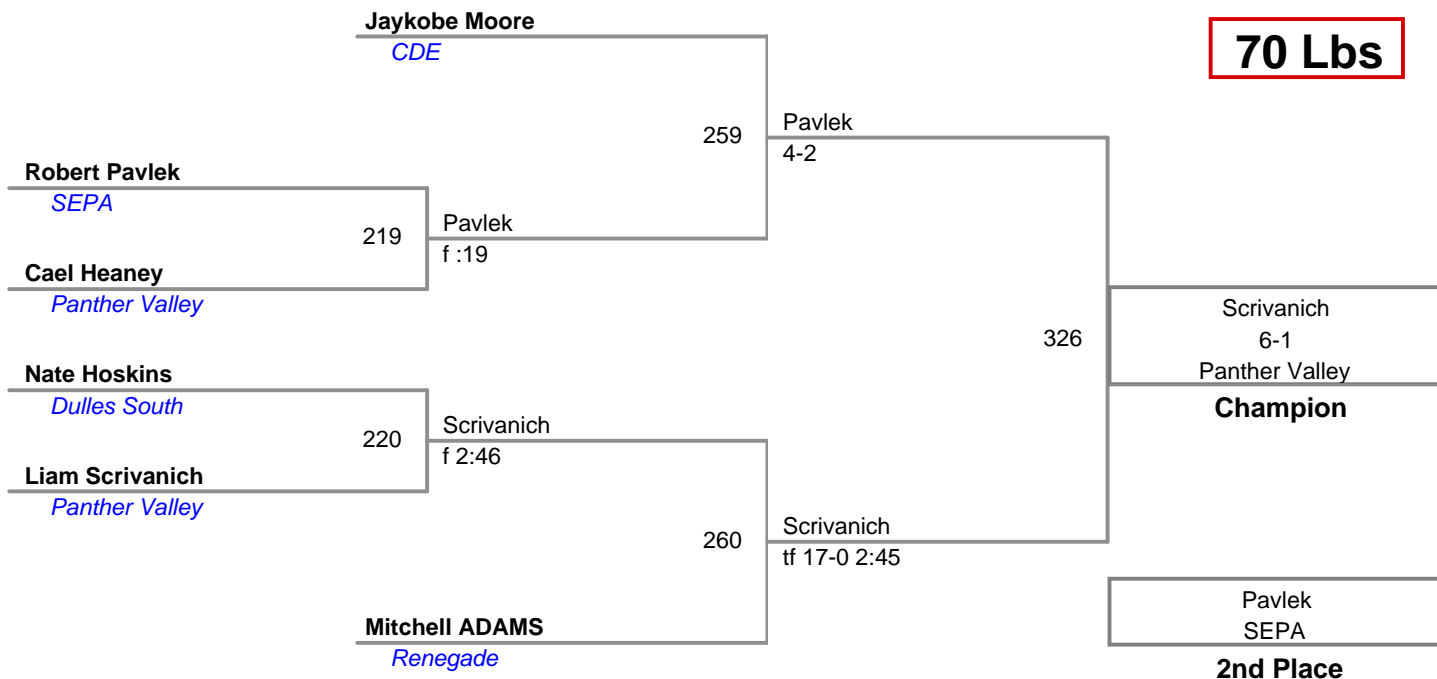 Jaykobe Moore
CDE
70 Lbs
259
Pavlek
4-2
Robert Pavlek
SEPA
219
Pavlek
f :19
Cael Heaney
Panther Valley
326
Scrivanich
6-1
Panther Valley
Champion
Nate Hoskins
Dulles South
220
Scrivanich
f 2:46
Liam Scrivanich
Panther Valley
260
Scrivanich
tf 17-0 2:45
Mitchell ADAMS
Renegade
Pavlek
SEPA
2nd Place